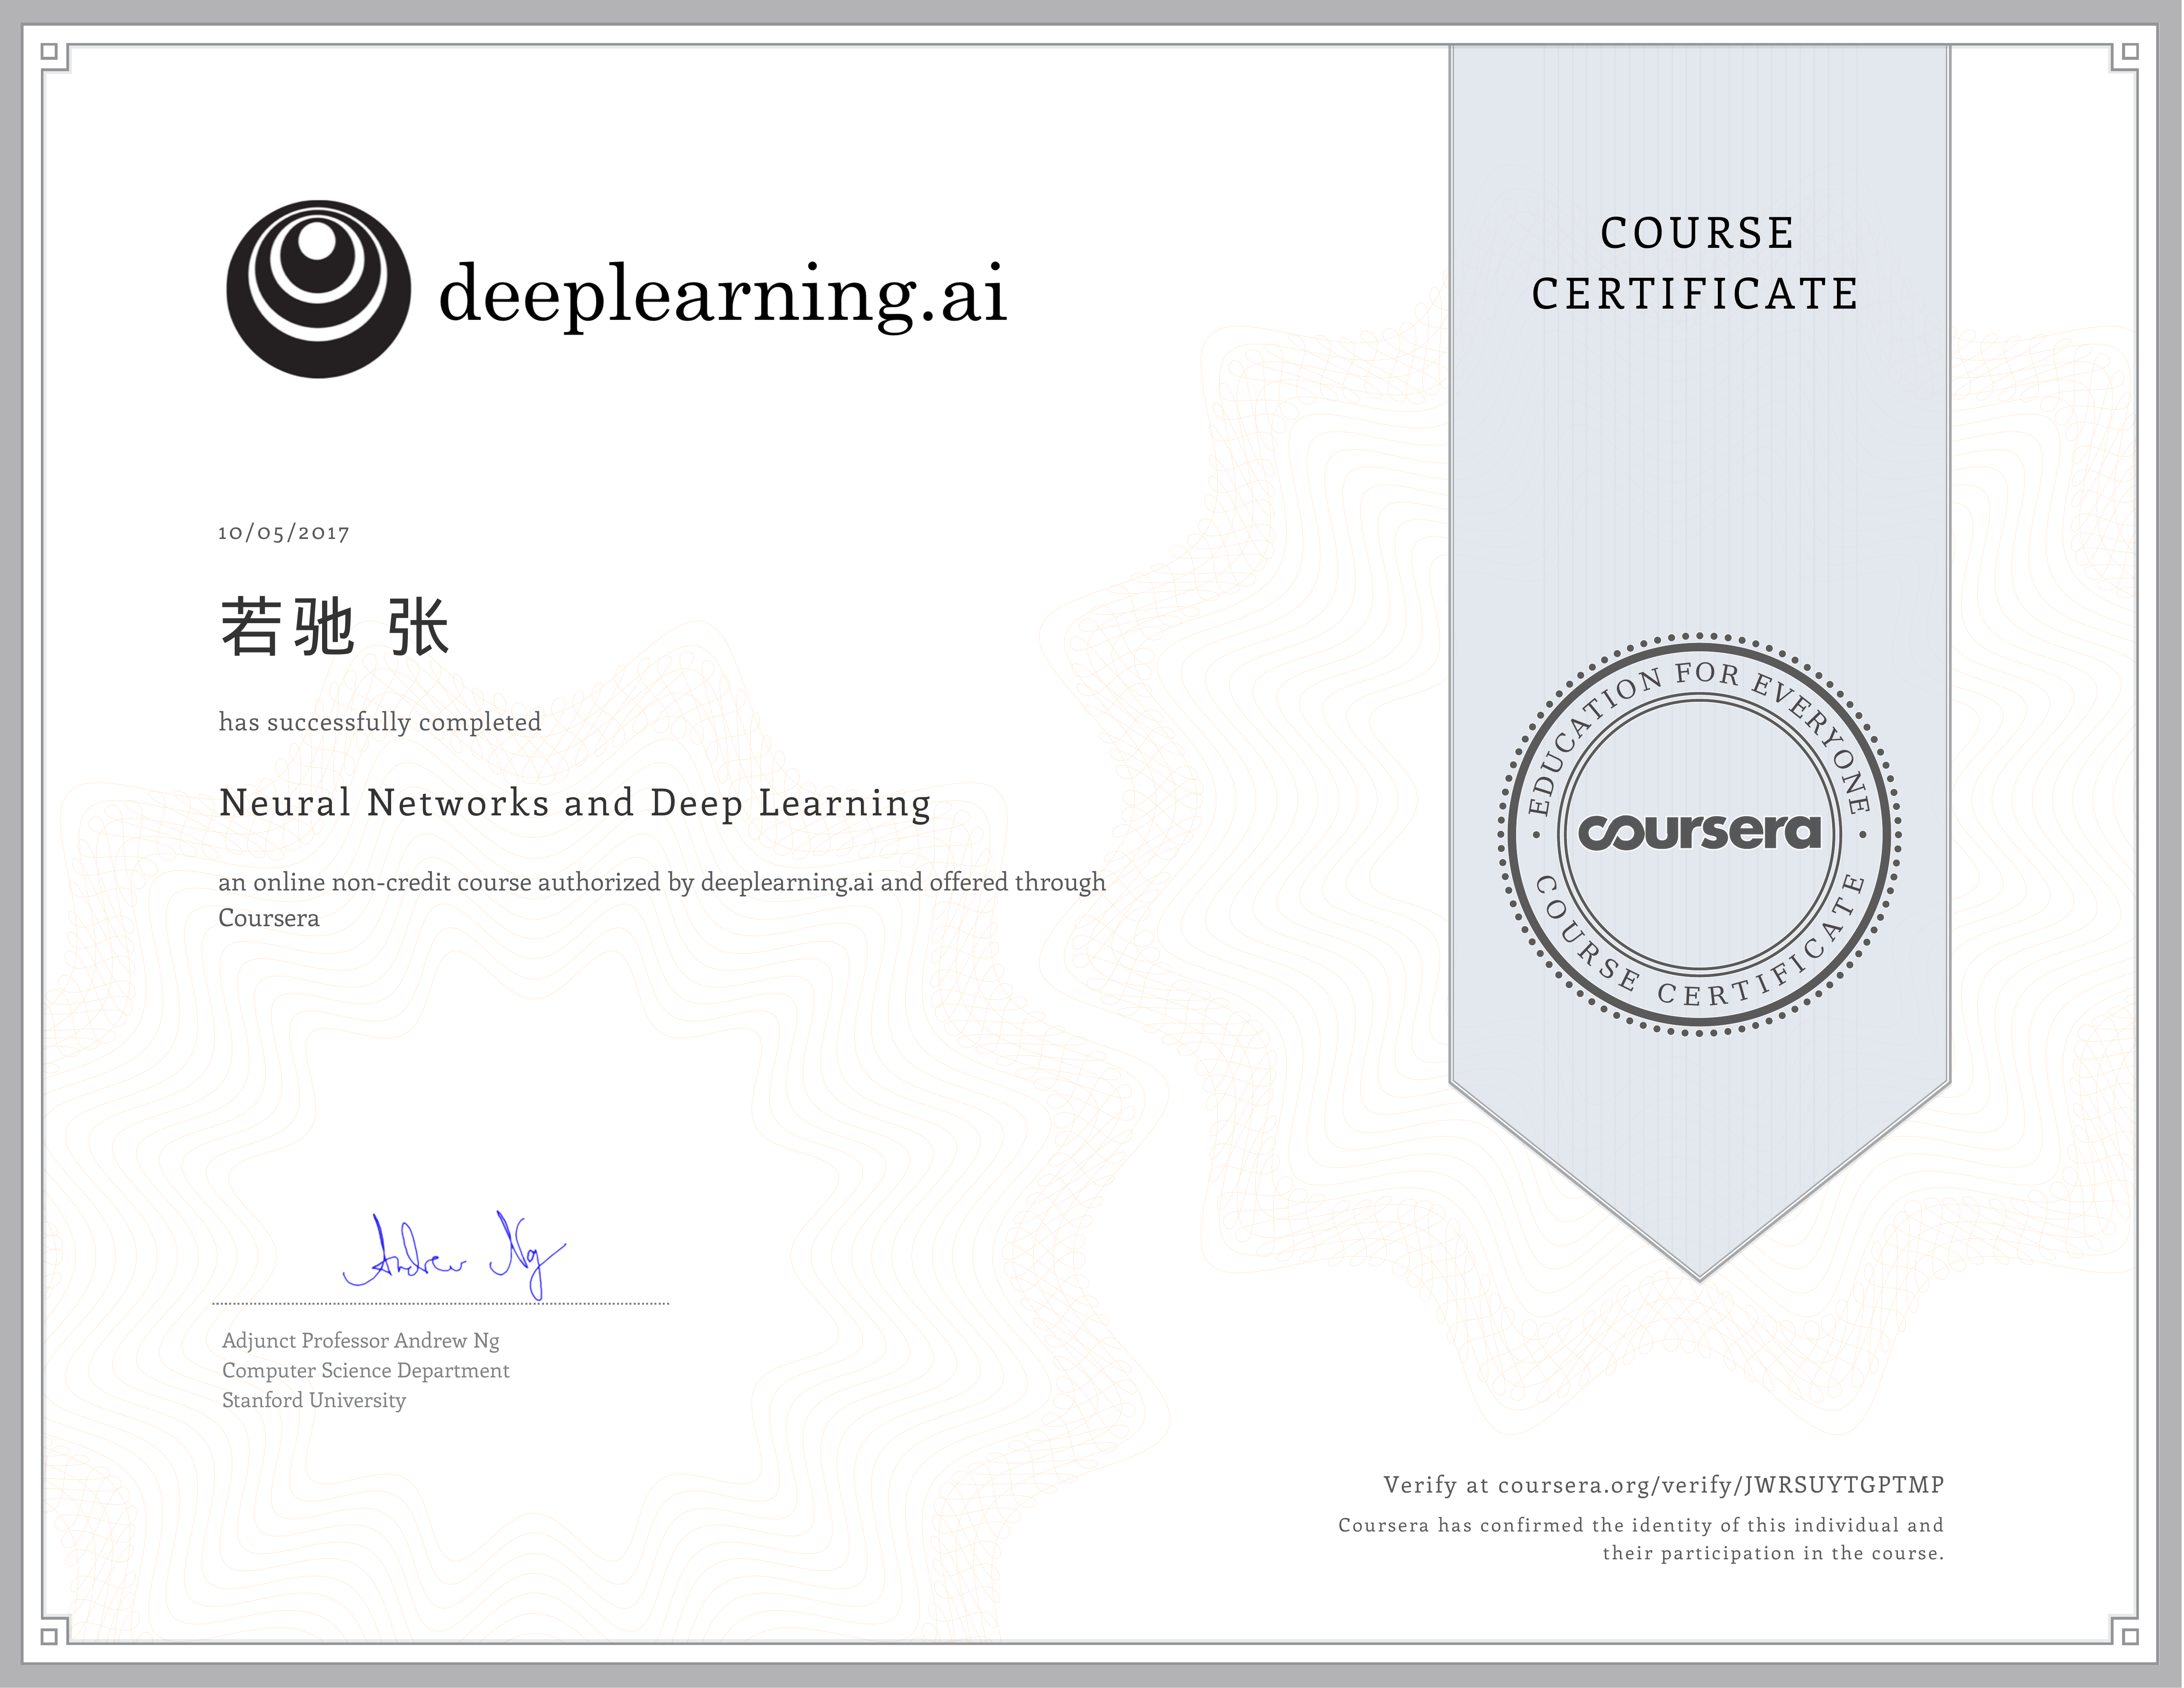 deeplearning.ai
COURSE
CERTIFICATE
10/05/2017
若驰 张
has successfully completed
Neural Networks and Deep Learning
an online non-credit course authorized by deeplearning.ai and offered through
Coursera
EDUCATION FOR EVERYONE
coursera
COURSE CERTIFICATE
Andrew Ng
Adjunct Professor Andrew Ng
Computer Science Department
Stanford University
Verify at coursera.org/verify/JWRSUYTGPTMP
Coursera has confirmed the identity of this individual and
their participation in the course.